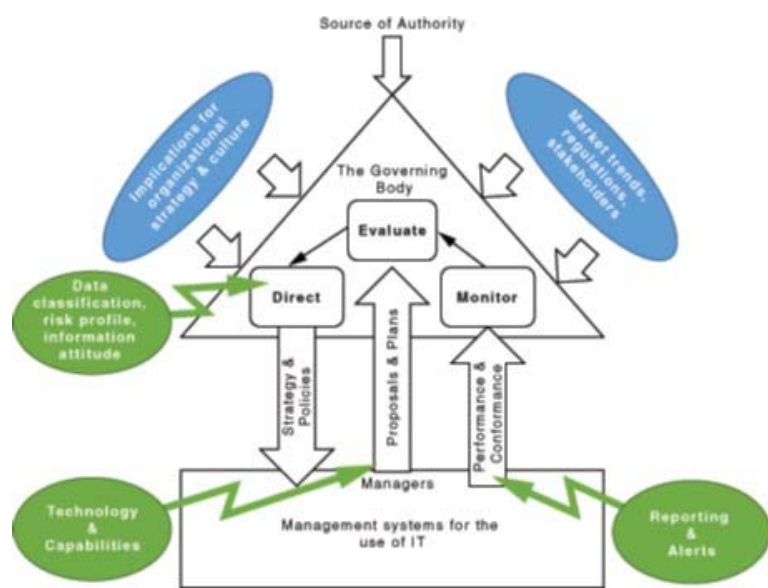 Source of Authority
Implications for
organizational
strategy & culture
Market trends,
regulations,
stakeholders
The Governing
Body
Evaluate
Direct
Monitor
Data
classification,
risk profile,
information
attitude
Strategy &
Policies
Proposals & Plans
Performance &
Conformance
Managers
Technology
&
Capabilities
Management systems for the
use of IT
Reporting
&
Alerts